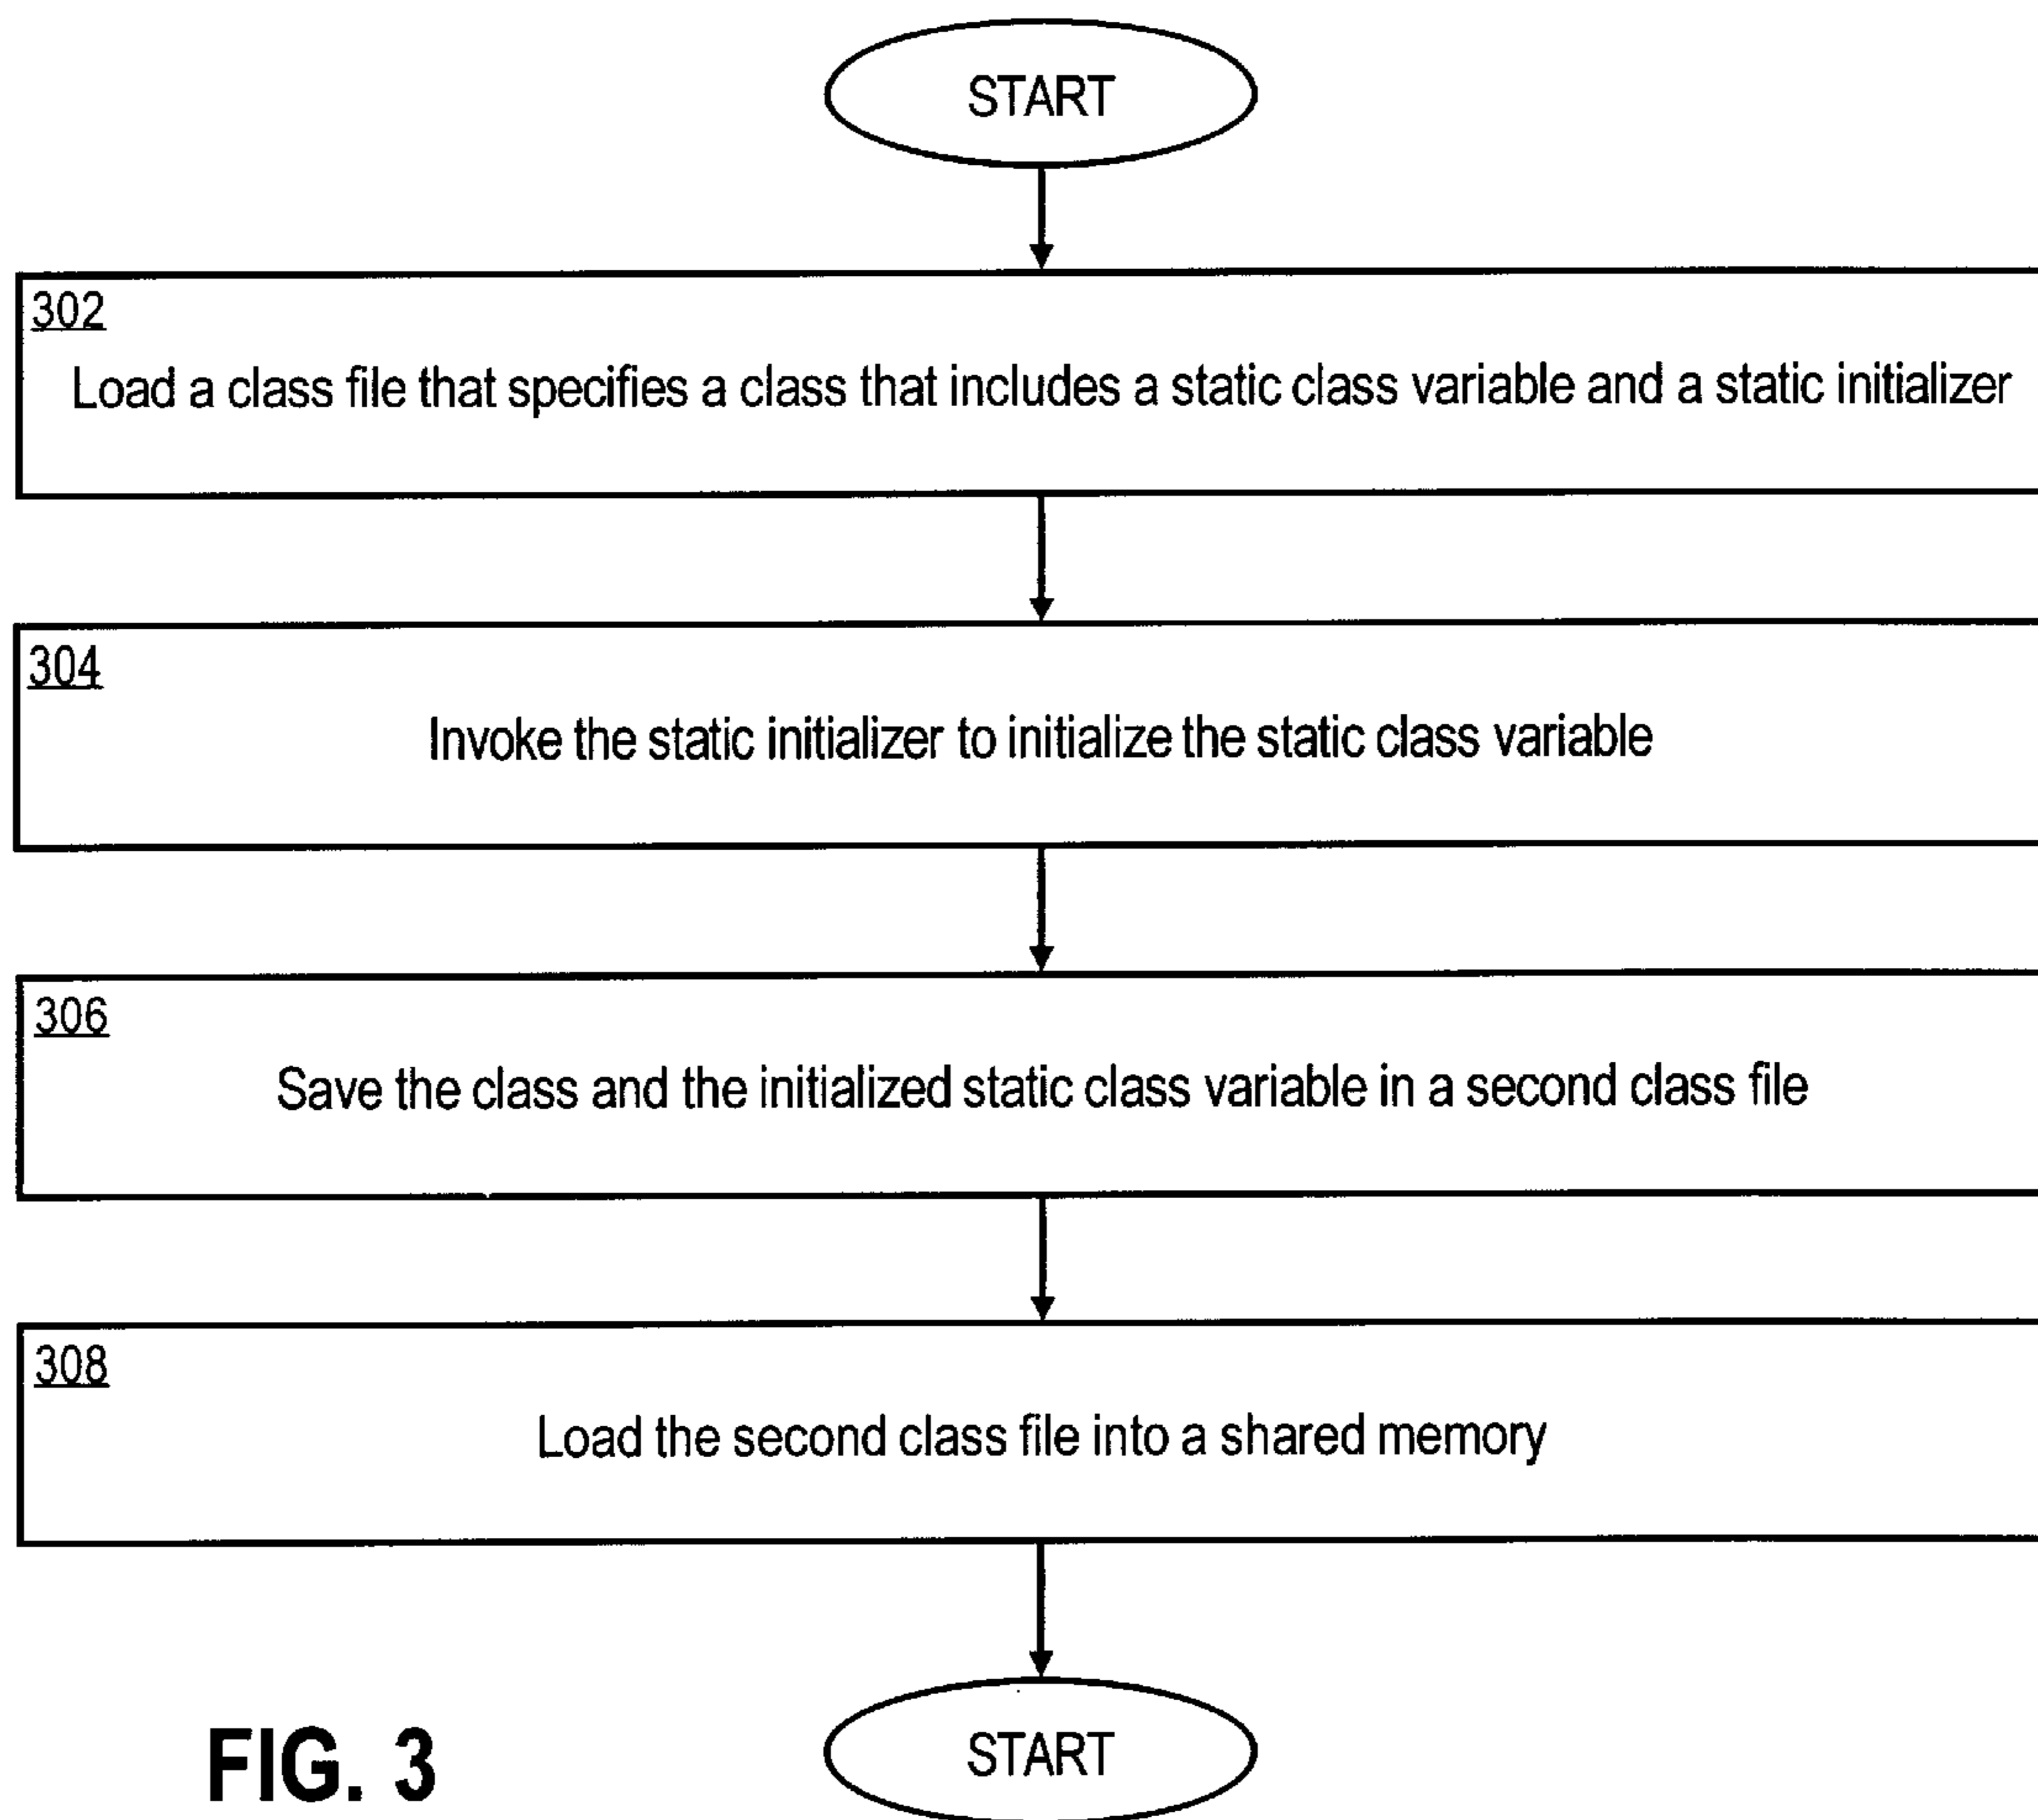 START
302
Load a class file that specifies a class that includes a static class variable and a static initializer
304
Invoke the static initializer to initialize the static class variable
306
Save the class and the initialized static class variable in a second class file
308
Load the second class file into a shared memory
START
FIG. 3